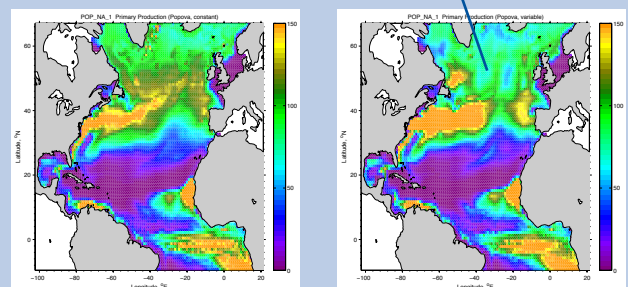 POP_NA_1 Primary Production (Popova, constant)
150
100
50
0
60
40
20
0
Latitude, °N
−100 −80 −60 −40 −20 0 20
Longitude, °E
POP_NA_1 Primary Production (Popova, variable)
150
100
50
0
60
40
20
0
Latitude, °N
−100 −80 −60 −40 −20 0 20
Longitude, °E